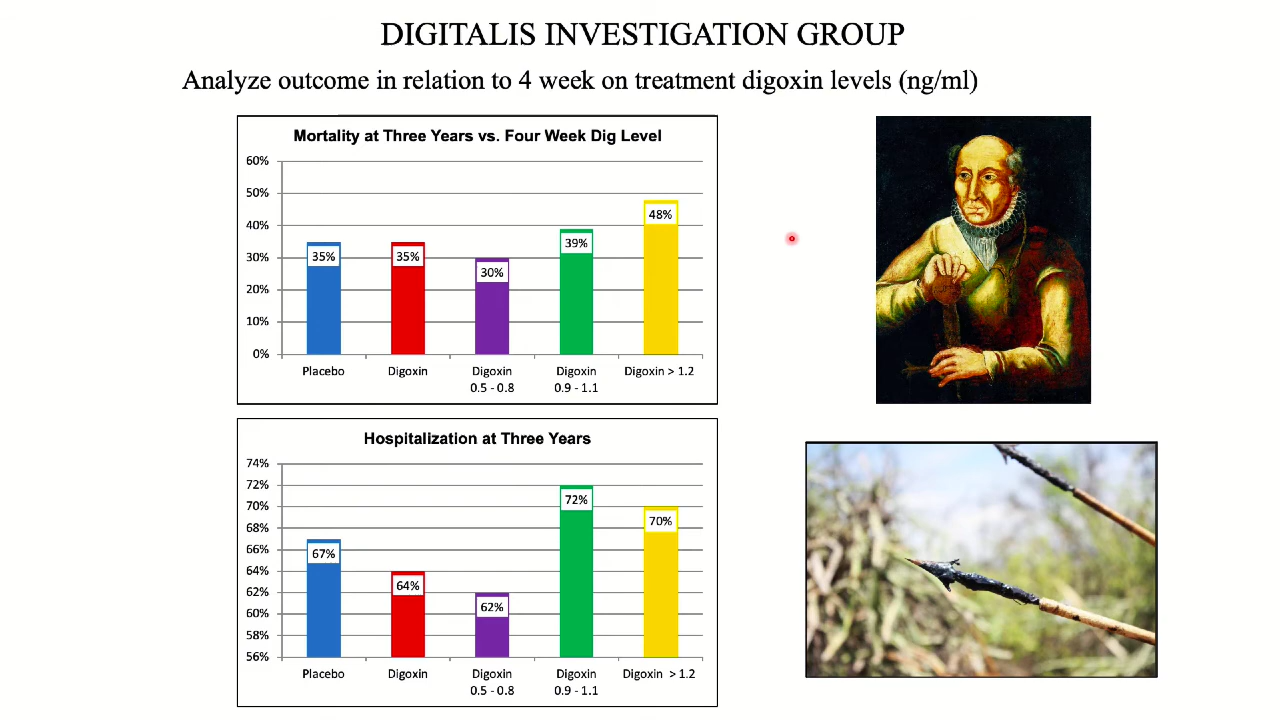 DIGITALIS INVESTIGATION GROUP
Analyze outcome in relation to 4 week on treatment digoxin levels (ng/ml)
Mortality at Three Years vs. Four Week Dig Level
60%
50%
40%
30%
20%
10%
0%
35%
35%
30%
39%
48%
Placebo
Digoxin
Digoxin
0.5 - 0.8
Digoxin
0.9 - 1.1
Digoxin > 1.2
Hospitalization at Three Years
74%
72%
70%
68%
66%
64%
62%
60%
58%
56%
67%
64%
62%
72%
70%
Placebo
Digoxin
Digoxin
0.5 - 0.8
Digoxin
0.9 - 1.1
Digoxin > 1.2